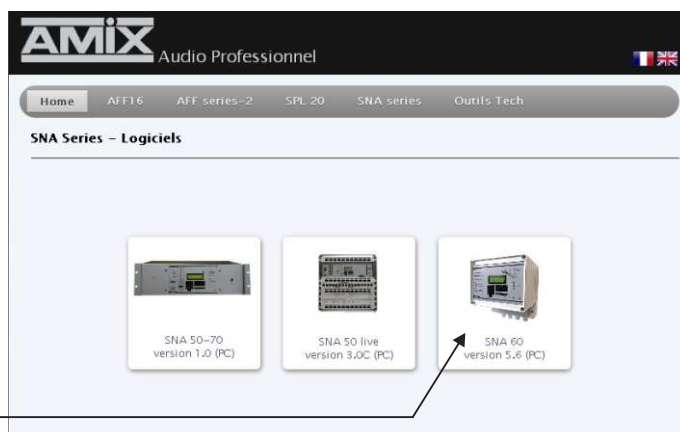 AMIX
Audio Professionnel
Home AFF16 AFF series-2 SPL 20 SNA series Outils Tech
SNA Series - Logiciels
SNA 50-70
version 1.0 (PC)
SNA 50 live
version 3.0C (PC)
SNA 60
version 5.6 (PC)